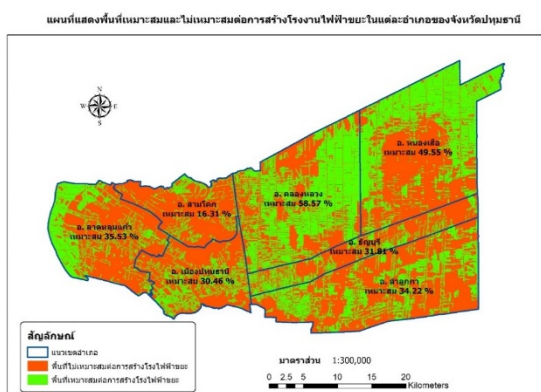 แผนที่แสดงพื้นที่เหมาะสมและไม่เหมาะสมต่อการสร้างโรงงานไฟฟ้าขยะในแต่ละอำเภอของจังหวัดปทุมธานี
N
W E
S
อ. หนองเสือ
เหมาะสม 49.55 %
อ. คลองหลวง
เหมาะสม 58.57 %
อ. สามโคก
เหมาะสม 16.31 %
อ. ลาดหลุมแก้ว
เหมาะสม 35.53 %
อ. ธัญบุรี
เหมาะสม 31.81 %
อ. เมืองปทุมธานี
เหมาะสม 30.46 %
อ. ลำลูกกา
เหมาะสม 34.22 %
สัญลักษณ์
แนวเขตอำเภอ
พื้นที่ไม่เหมาะสมต่อการสร้างโรงไฟฟ้าขยะ
พื้นที่เหมาะสมต่อการสร้างโรงไฟฟ้าขยะ
มาตราส่วน 1:300,000
0 2.5 5 10 15 20
Kilometers